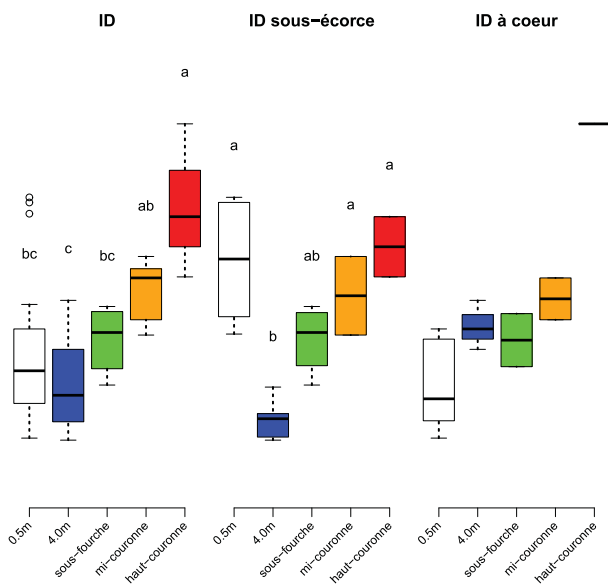 ID
ID sous−écorce
ID à coeur
a
a
a
ab
a
bc
c
bc
ab
b
0.5m
4.0m
sous−fourche
mi−couronne
haut−couronne
0.5m
4.0m
sous−fourche
mi−couronne
haut−couronne
0.5m
4.0m
sous−fourche
mi−couronne
haut−couronne